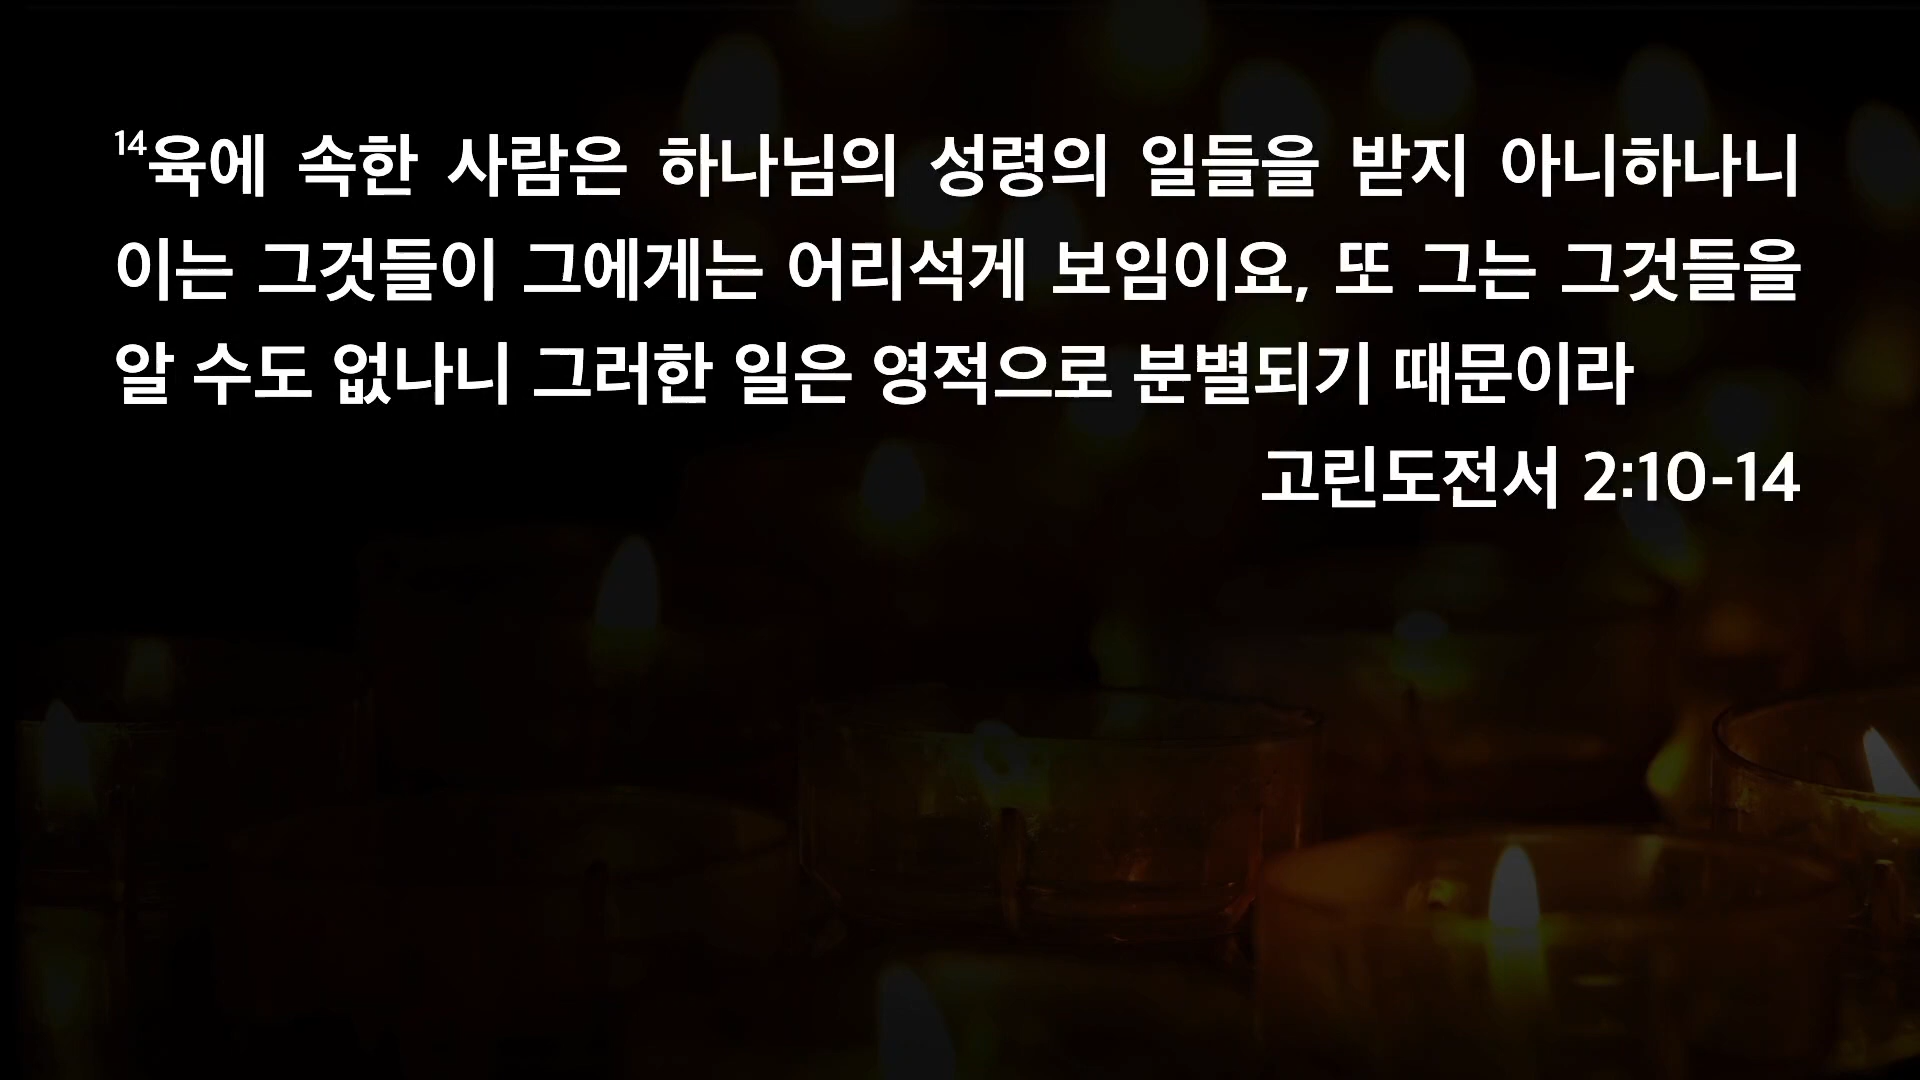 14육에 속한 사람은 하나님의 성령의 일들을 받지 아니하나니
이는 그것들이 그에게는 어리석게 보임이요, 또 그는 그것들을
알 수도 없나니 그러한 일은 영적으로 분별되기 때문이라
고린도전서 2:10-14